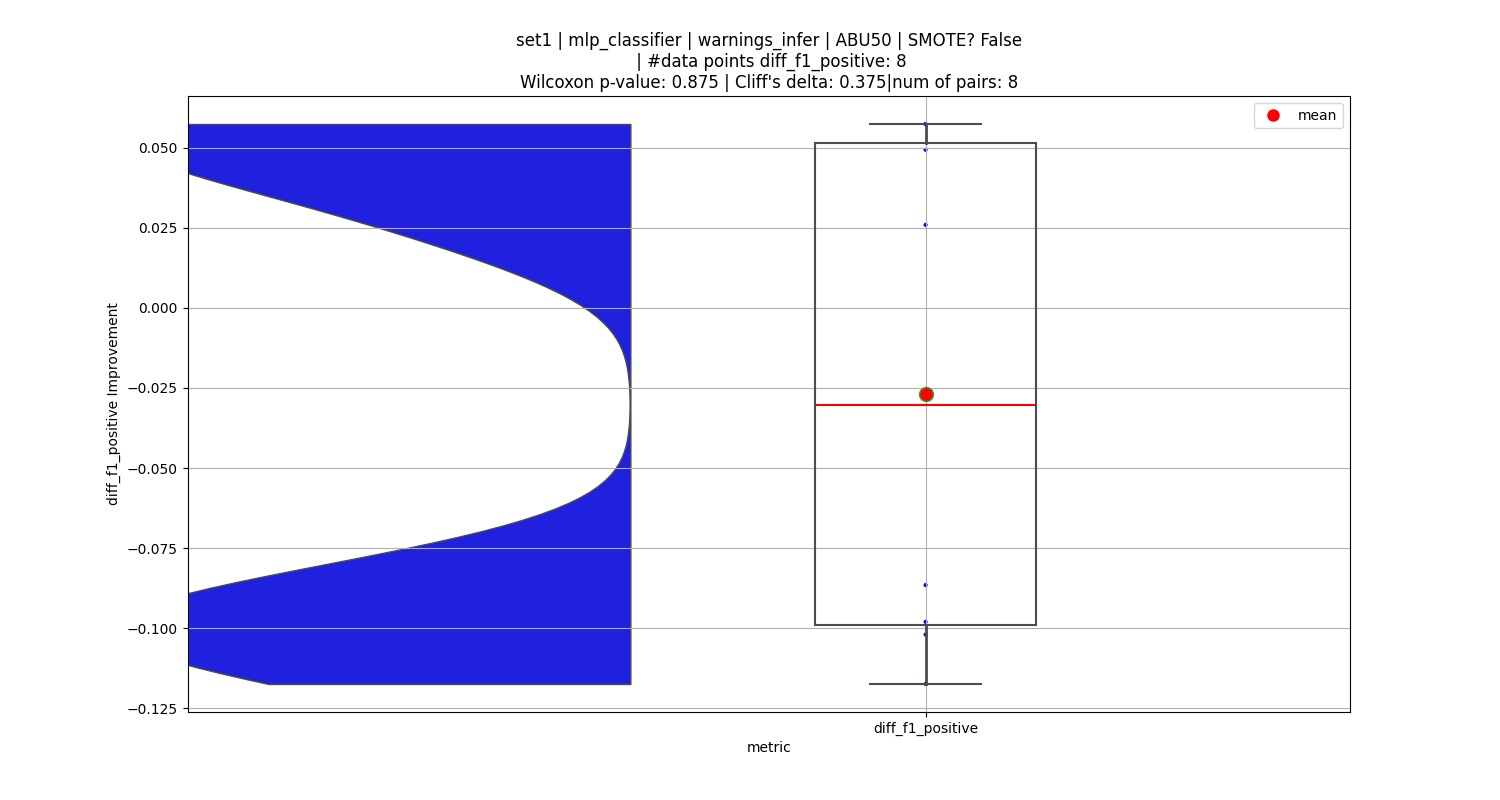 set1 | mlp_classifier | warnings_infer | ABU50 | SMOTE? False
| #data points diff_f1_positive: 8
Wilcoxon p-value: 0.875 | Cliff's delta: 0.375|num of pairs: 8
mean
0.050
0.025
0.000
−0.025
−0.050
−0.075
−0.100
−0.125
diff_f1_positive Improvement
diff_f1_positive
metric